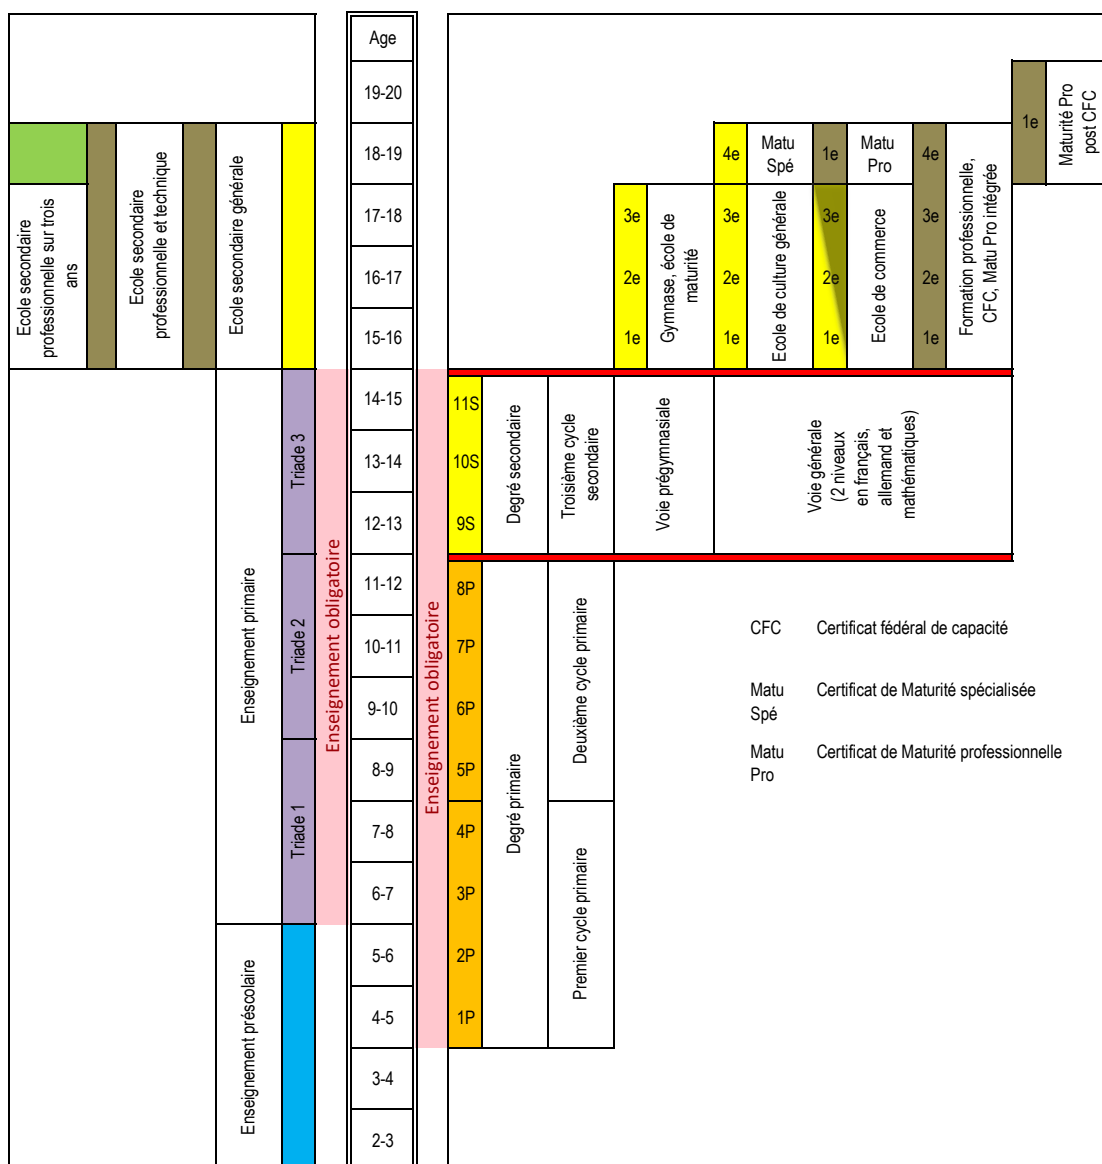 Age
19-20
18-19
17-18
16-17
15-16
14-15
13-14
12-13
11-12
10-11
9-10
8-9
7-8
6-7
5-6
4-5
3-4
2-3
Ecole secondaire
professionnelle sur trois
ans
Ecole secondaire
professionnelle et technique
Ecole secondaire générale
Enseignement primaire
Enseignement préscolaire
Triade 3
Triade 2
Triade 1
Enseignement obligatoire
Enseignement obligatoire
11S
10S
9S
8P
7P
6P
5P
4P
3P
2P
1P
Degré secondaire
Degré primaire
Troisième cycle
secondaire
Deuxième cycle primaire
Premier cycle primaire
Voie prégymnasiale
Voie générale
(2 niveaux
en français,
allemand et
mathématiques)
3e
2e
1e
Gymnase, école de
maturité
4e
3e
2e
1e
Matu
Spé
Ecole de culture générale
1e
3e
2e
1e
Matu
Pro
Ecole de commerce
4e
3e
2e
1e
Formation professionnelle,
CFC, Matu Pro intégrée
1e
Maturité Pro
post CFC
CFC Certificat fédéral de capacité
Matu Certificat de Maturité spécialisée
Spé
Matu Certificat de Maturité professionnelle
Pro